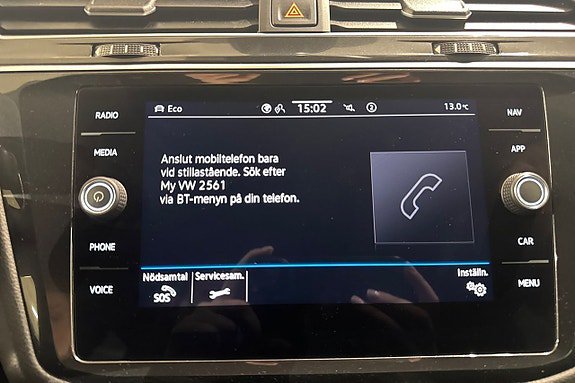 RADIO
MEDIA
PHONE
VOICE
Eco
15:02
2
13.0°C
Anslut mobiltelefon bara
vid stillastående. Sök efter
My VW 2561
via BT-menyn på din telefon.
Nödsamtal
SOS
Servicesam.
Inställn.
NAV
APP
CAR
MENU